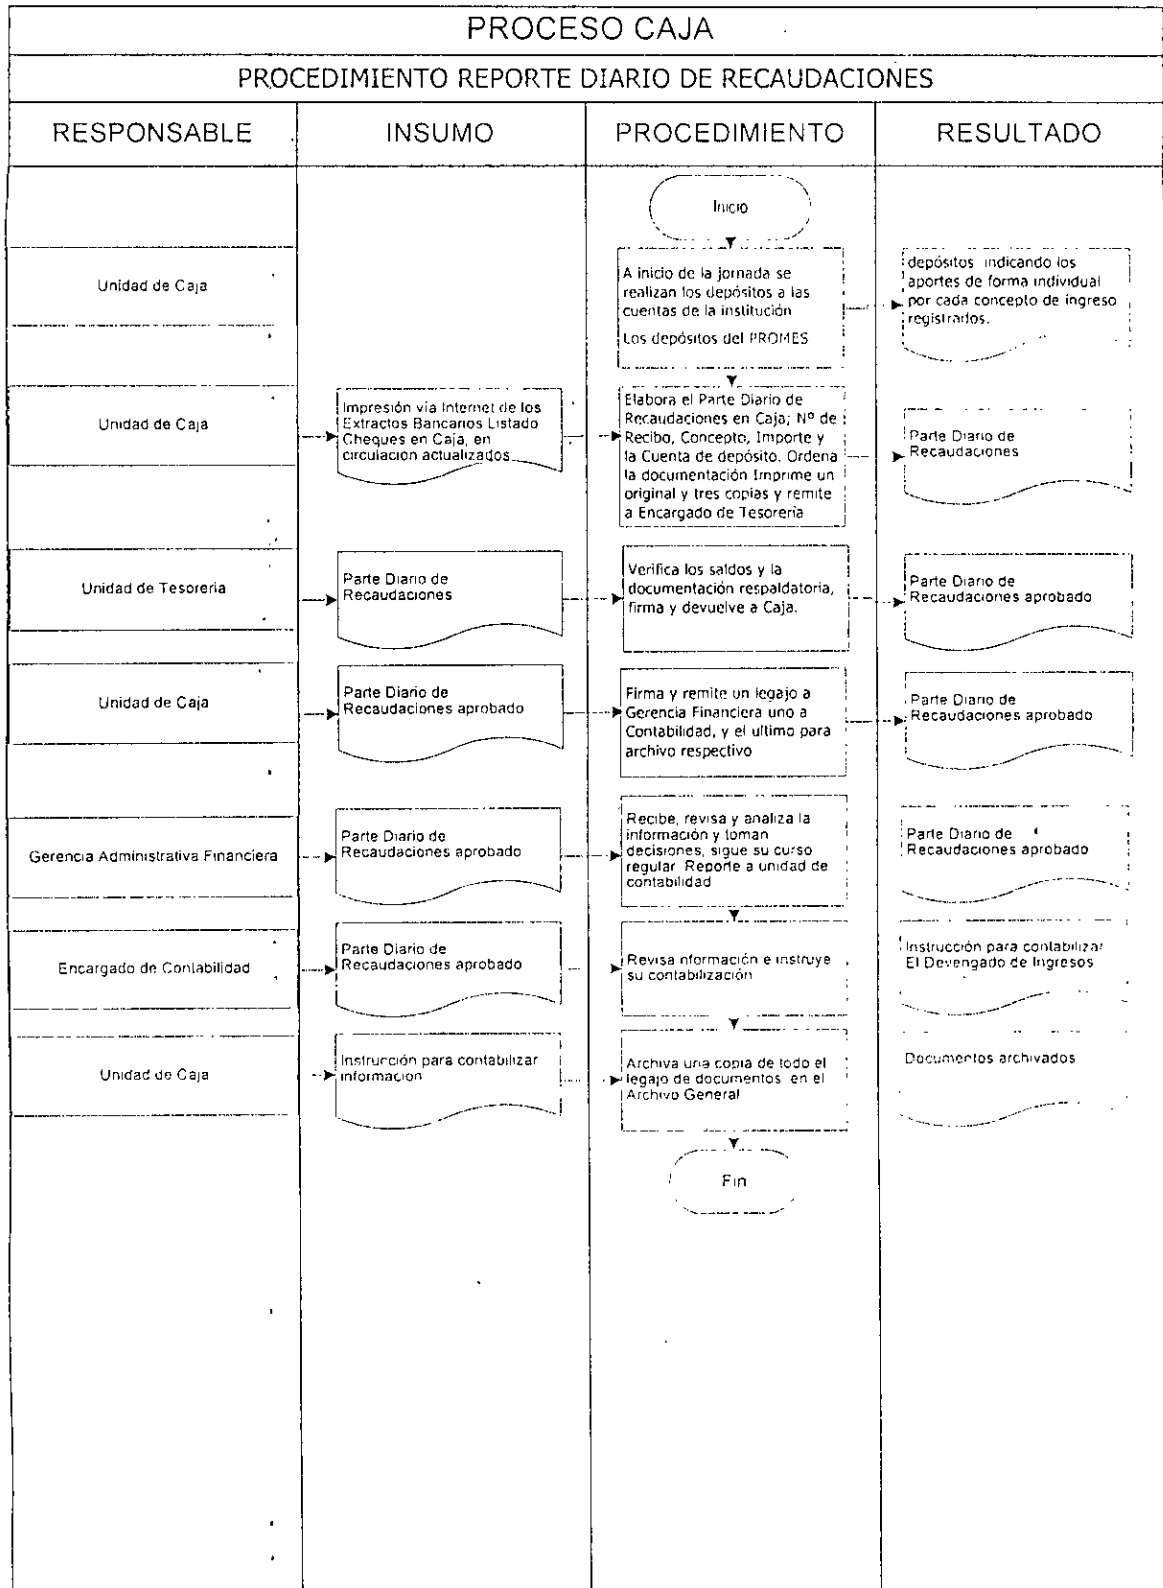 PROCESO CAJA
PROCEDIMIENTO REPORTE DIARIO DE RECAUDACIONES
RESPONSABLE
INSUMO
PROCEDIMIENTO
RESULTADO
Inicio
Unidad de Caja
A inicio de la jornada se
realizan los depósitos a las
cuentas de la institución
Los depósitos del PROMES
depósitos indicando los
aportes de forma individual
por cada concepto de ingreso
registrados.
Unidad de Caja
Impresión vía Internet de los
Extractos Bancarios Listado
Cheques en Caja, en
circulación actualizados
Elabora el Parte Diario de
Recaudaciones en Caja; Nº de
Recibo, Concepto, Importe y
la Cuenta de depósito. Ordena
la documentación Imprime un
original y tres copias y remite
a Encargado de Tesorería
Parte Diario de
Recaudaciones
Unidad de Tesorería
Parte Diario de
Recaudaciones
Verifica los saldos y la
documentación respaldatoria,
firma y devuelve a Caja.
Parte Diario de
Recaudaciones aprobado
Unidad de Caja
Parte Diario de
Recaudaciones aprobado
Firma y remite un legajo a
Gerencia Financiera uno a
Contabilidad, y el ultimo para
archivo respectivo
Parte Diario de
Recaudaciones aprobado
Gerencia Administrativa Financiera
Parte Diario de
Recaudaciones aprobado
Recibe, revisa y analiza la
información y toman
decisiones, sigue su curso
regular. Reporte a unidad de
contabilidad
Parte Diario de
Recaudaciones aprobado
Encargado de Contabilidad
Parte Diario de
Recaudaciones aprobado
Revisa nformación e instruye
su contabilización
Instrucción para contabilizar
El Devengado de Ingresos
Unidad de Caja
Instrucción para contabilizar
información
Archiva una copia de todo el
legajo de documentos en el
Archivo General
Documentos archivados
Fin